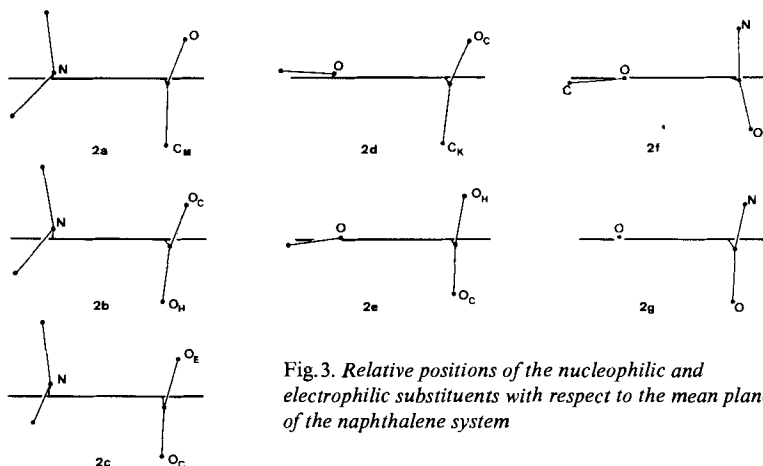 O
N
C_M
2a
O_C
N
O_H
2b
O_E
N
O_C
2c
O_C
O
C_K
2d
O_H
O
O_C
2e
N
O
C
O
2f
N
O
O
2g
Fig.3. Relative positions of the nucleophilic and
electrophilic substituents with respect to the mean plane
of the naphthalene system